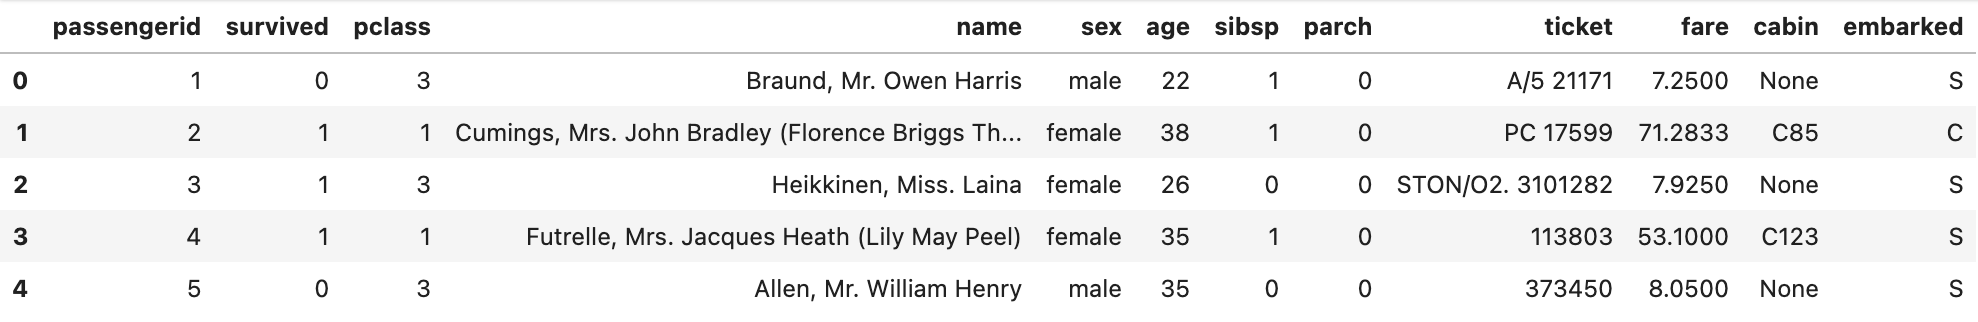 passengerid survived pclass name sex age sibsp parch ticket fare cabin embarked
0 1 0 3 Braund, Mr. Owen Harris male 22 1 0 A/5 21171 7.2500 None S
1 2 1 1 Cumings, Mrs. John Bradley (Florence Briggs Th... female 38 1 0 PC 17599 71.2833 C85 C
2 3 1 3 Heikkinen, Miss. Laina female 26 0 0 STON/O2. 3101282 7.9250 None S
3 4 1 1 Futrelle, Mrs. Jacques Heath (Lily May Peel) female 35 1 0 113803 53.1000 C123 S
4 5 0 3 Allen, Mr. William Henry male 35 0 0 373450 8.0500 None S